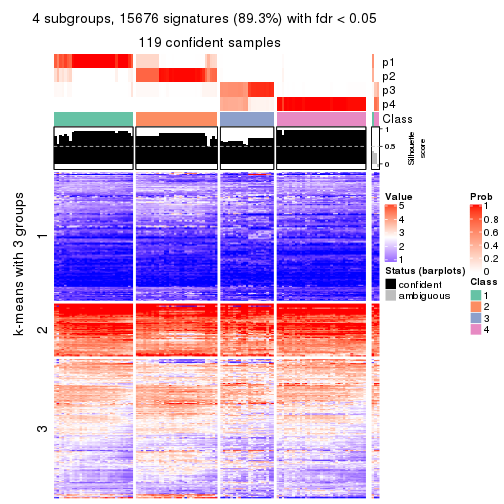 4 subgroups, 15676 signatures (89.3%) with fdr < 0.05
119 confident samples
p1
p2
p3
p4
Class
1
0.5
0
Silhouette
score
k-means with 3 groups
1
2
3
Value
5
4
3
2
1
Status (barplots)
confident
ambiguous
Prob
1
0.8
0.6
0.4
0.2
0
Class
1
2
3
4